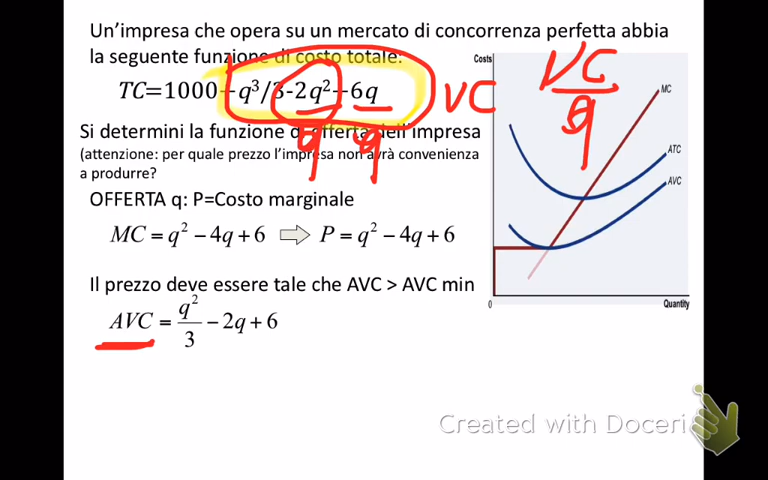 Un'impresa che opera su un mercato di concorrenza perfetta abbia
la seguente funzione di costo totale:
TC=1000+q³/3-2q²+6q
VC
q
q
VC
q
Si determini la funzione di offerta dell'impresa
(attenzione: per quale prezzo l'impresa non avrà convenienza
a produrre?
OFFERTA q: P=Costo marginale
MC = q² − 4q + 6 ⇨ P = q² − 4q + 6
Il prezzo deve essere tale che AVC > AVC min
AVC = q²/3 − 2q + 6
Costs
MC
ATC
AVC
0
Quantity
Created with Doceri